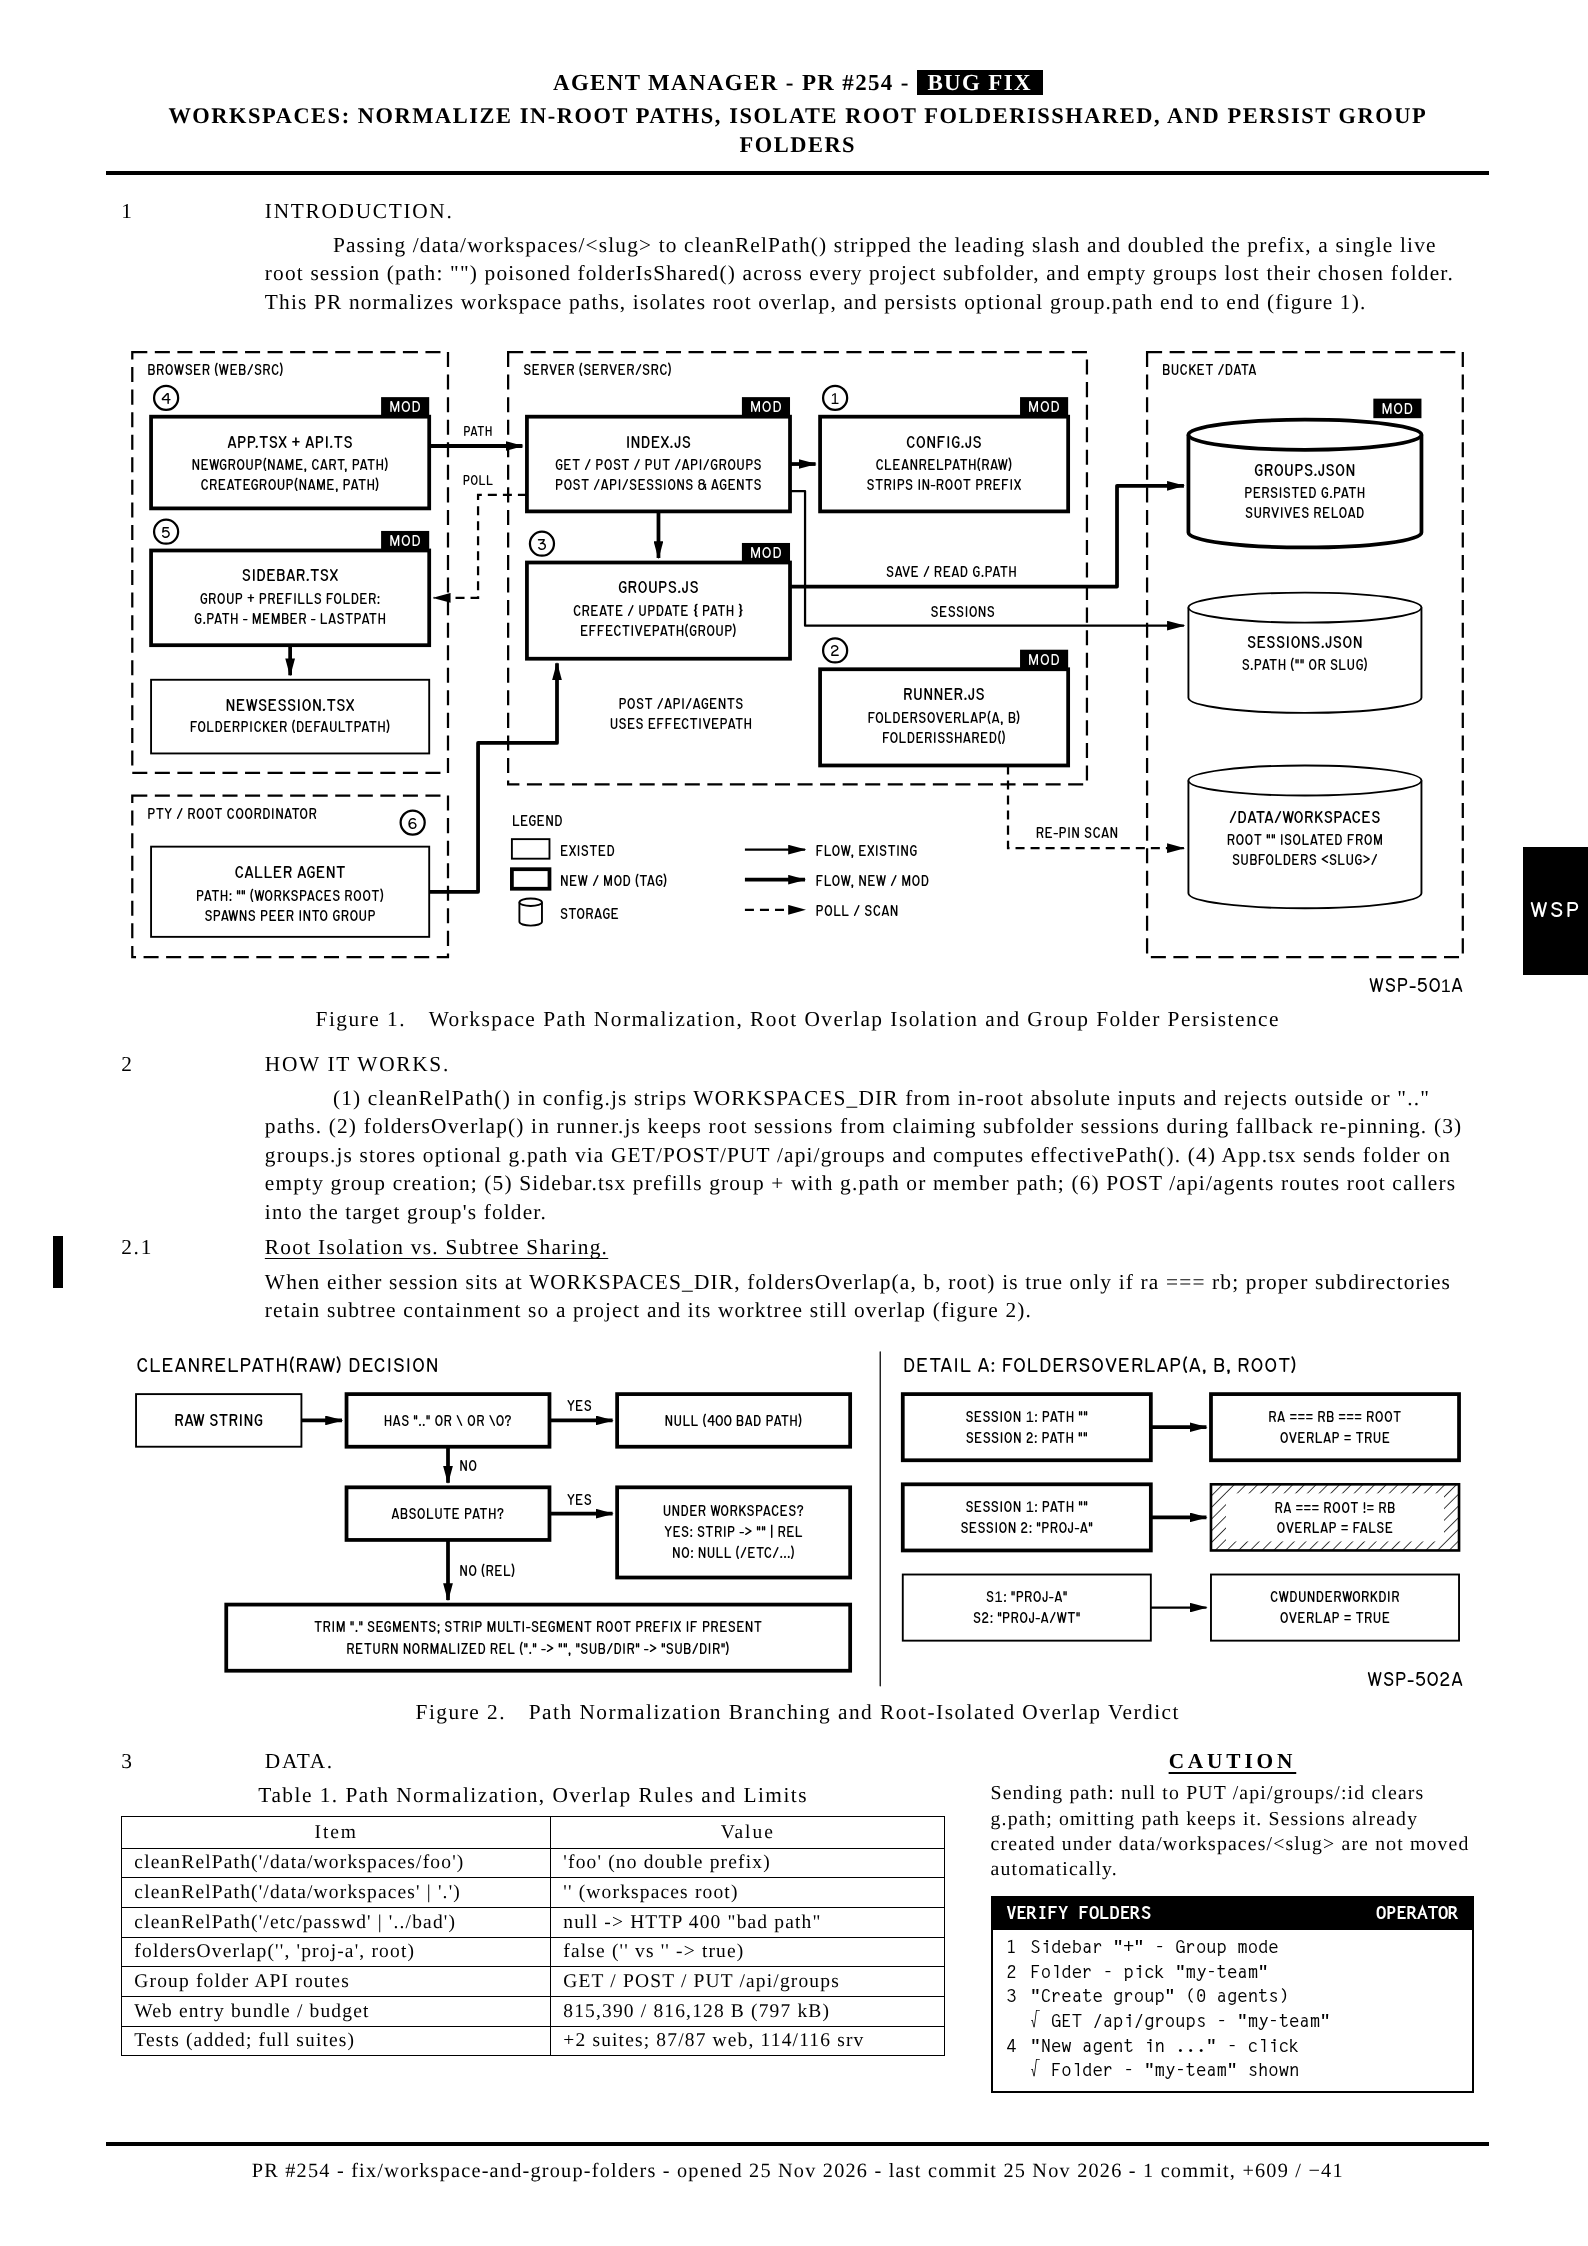 AGENT MANAGER - PR #254 - BUG FIX
WORKSPACES: NORMALIZE IN-ROOT PATHS, ISOLATE ROOT FOLDERISSHARED, AND PERSIST GROUP
FOLDERS
1 INTRODUCTION.
Passing /data/workspaces/<slug> to cleanRelPath() stripped the leading slash and doubled the prefix, a single live
root session (path: "") poisoned folderIsShared() across every project subfolder, and empty groups lost their chosen folder.
This PR normalizes workspace paths, isolates root overlap, and persists optional group.path end to end (figure 1).
BROWSER (WEB/SRC)
4
MOD
APP.TSX + API.TS
NEWGROUP(NAME, CART, PATH)
CREATEGROUP(NAME, PATH)
5
MOD
SIDEBAR.TSX
GROUP + PREFILLS FOLDER:
G.PATH - MEMBER - LASTPATH
NEWSESSION.TSX
FOLDERPICKER (DEFAULTPATH)
PTY / ROOT COORDINATOR
6
CALLER AGENT
PATH: "" (WORKSPACES ROOT)
SPAWNS PEER INTO GROUP
PATH
POLL
SERVER (SERVER/SRC)
MOD
INDEX.JS
GET / POST / PUT /API/GROUPS
POST /API/SESSIONS & AGENTS
1
MOD
CONFIG.JS
CLEANRELPATH(RAW)
STRIPS IN-ROOT PREFIX
3
MOD
GROUPS.JS
CREATE / UPDATE { PATH }
EFFECTIVEPATH(GROUP)
SAVE / READ G.PATH
SESSIONS
2
MOD
RUNNER.JS
FOLDERSOVERLAP(A, B)
FOLDERISSHARED()
POST /API/AGENTS
USES EFFECTIVEPATH
RE-PIN SCAN
LEGEND
EXISTED
NEW / MOD (TAG)
STORAGE
FLOW, EXISTING
FLOW, NEW / MOD
POLL / SCAN
BUCKET /DATA
MOD
GROUPS.JSON
PERSISTED G.PATH
SURVIVES RELOAD
SESSIONS.JSON
S.PATH ("" OR SLUG)
/DATA/WORKSPACES
ROOT "" ISOLATED FROM
SUBFOLDERS <SLUG>/
WSP
WSP-501A
Figure 1. Workspace Path Normalization, Root Overlap Isolation and Group Folder Persistence
2 HOW IT WORKS.
(1) cleanRelPath() in config.js strips WORKSPACES_DIR from in-root absolute inputs and rejects outside or ".."
paths. (2) foldersOverlap() in runner.js keeps root sessions from claiming subfolder sessions during fallback re-pinning. (3)
groups.js stores optional g.path via GET/POST/PUT /api/groups and computes effectivePath(). (4) App.tsx sends folder on
empty group creation; (5) Sidebar.tsx prefills group + with g.path or member path; (6) POST /api/agents routes root callers
into the target group's folder.
2.1 Root Isolation vs. Subtree Sharing.
When either session sits at WORKSPACES_DIR, foldersOverlap(a, b, root) is true only if ra === rb; proper subdirectories
retain subtree containment so a project and its worktree still overlap (figure 2).
CLEANRELPATH(RAW) DECISION
RAW STRING
HAS ".." OR \ OR \0?
YES
NULL (400 BAD PATH)
NO
ABSOLUTE PATH?
YES
UNDER WORKSPACES?
YES: STRIP -> "" | REL
NO: NULL (/ETC/...)
NO (REL)
TRIM "." SEGMENTS; STRIP MULTI-SEGMENT ROOT PREFIX IF PRESENT
RETURN NORMALIZED REL ("." -> "", "SUB/DIR" -> "SUB/DIR")
DETAIL A: FOLDERSOVERLAP(A, B, ROOT)
SESSION 1: PATH ""
SESSION 2: PATH ""
RA === RB === ROOT
OVERLAP = TRUE
SESSION 1: PATH ""
SESSION 2: "PROJ-A"
RA === ROOT != RB
OVERLAP = FALSE
S1: "PROJ-A"
S2: "PROJ-A/WT"
CWDUNDERWORKDIR
OVERLAP = TRUE
WSP-502A
Figure 2. Path Normalization Branching and Root-Isolated Overlap Verdict
3 DATA.
Table 1. Path Normalization, Overlap Rules and Limits
Item Value
cleanRelPath('/data/workspaces/foo') 'foo' (no double prefix)
cleanRelPath('/data/workspaces' | '.') '' (workspaces root)
cleanRelPath('/etc/passwd' | '../bad') null -> HTTP 400 "bad path"
foldersOverlap('', 'proj-a', root) false ('' vs '' -> true)
Group folder API routes GET / POST / PUT /api/groups
Web entry bundle / budget 815,390 / 816,128 B (797 kB)
Tests (added; full suites) +2 suites; 87/87 web, 114/116 srv
CAUTION
Sending path: null to PUT /api/groups/:id clears
g.path; omitting path keeps it. Sessions already
created under data/workspaces/<slug> are not moved
automatically.
VERIFY FOLDERS OPERATOR
1 Sidebar "+" - Group mode
2 Folder - pick "my-team"
3 "Create group" (0 agents)
√ GET /api/groups - "my-team"
4 "New agent in ..." - click
√ Folder - "my-team" shown
PR #254 - fix/workspace-and-group-folders - opened 25 Nov 2026 - last commit 25 Nov 2026 - 1 commit, +609 / −41